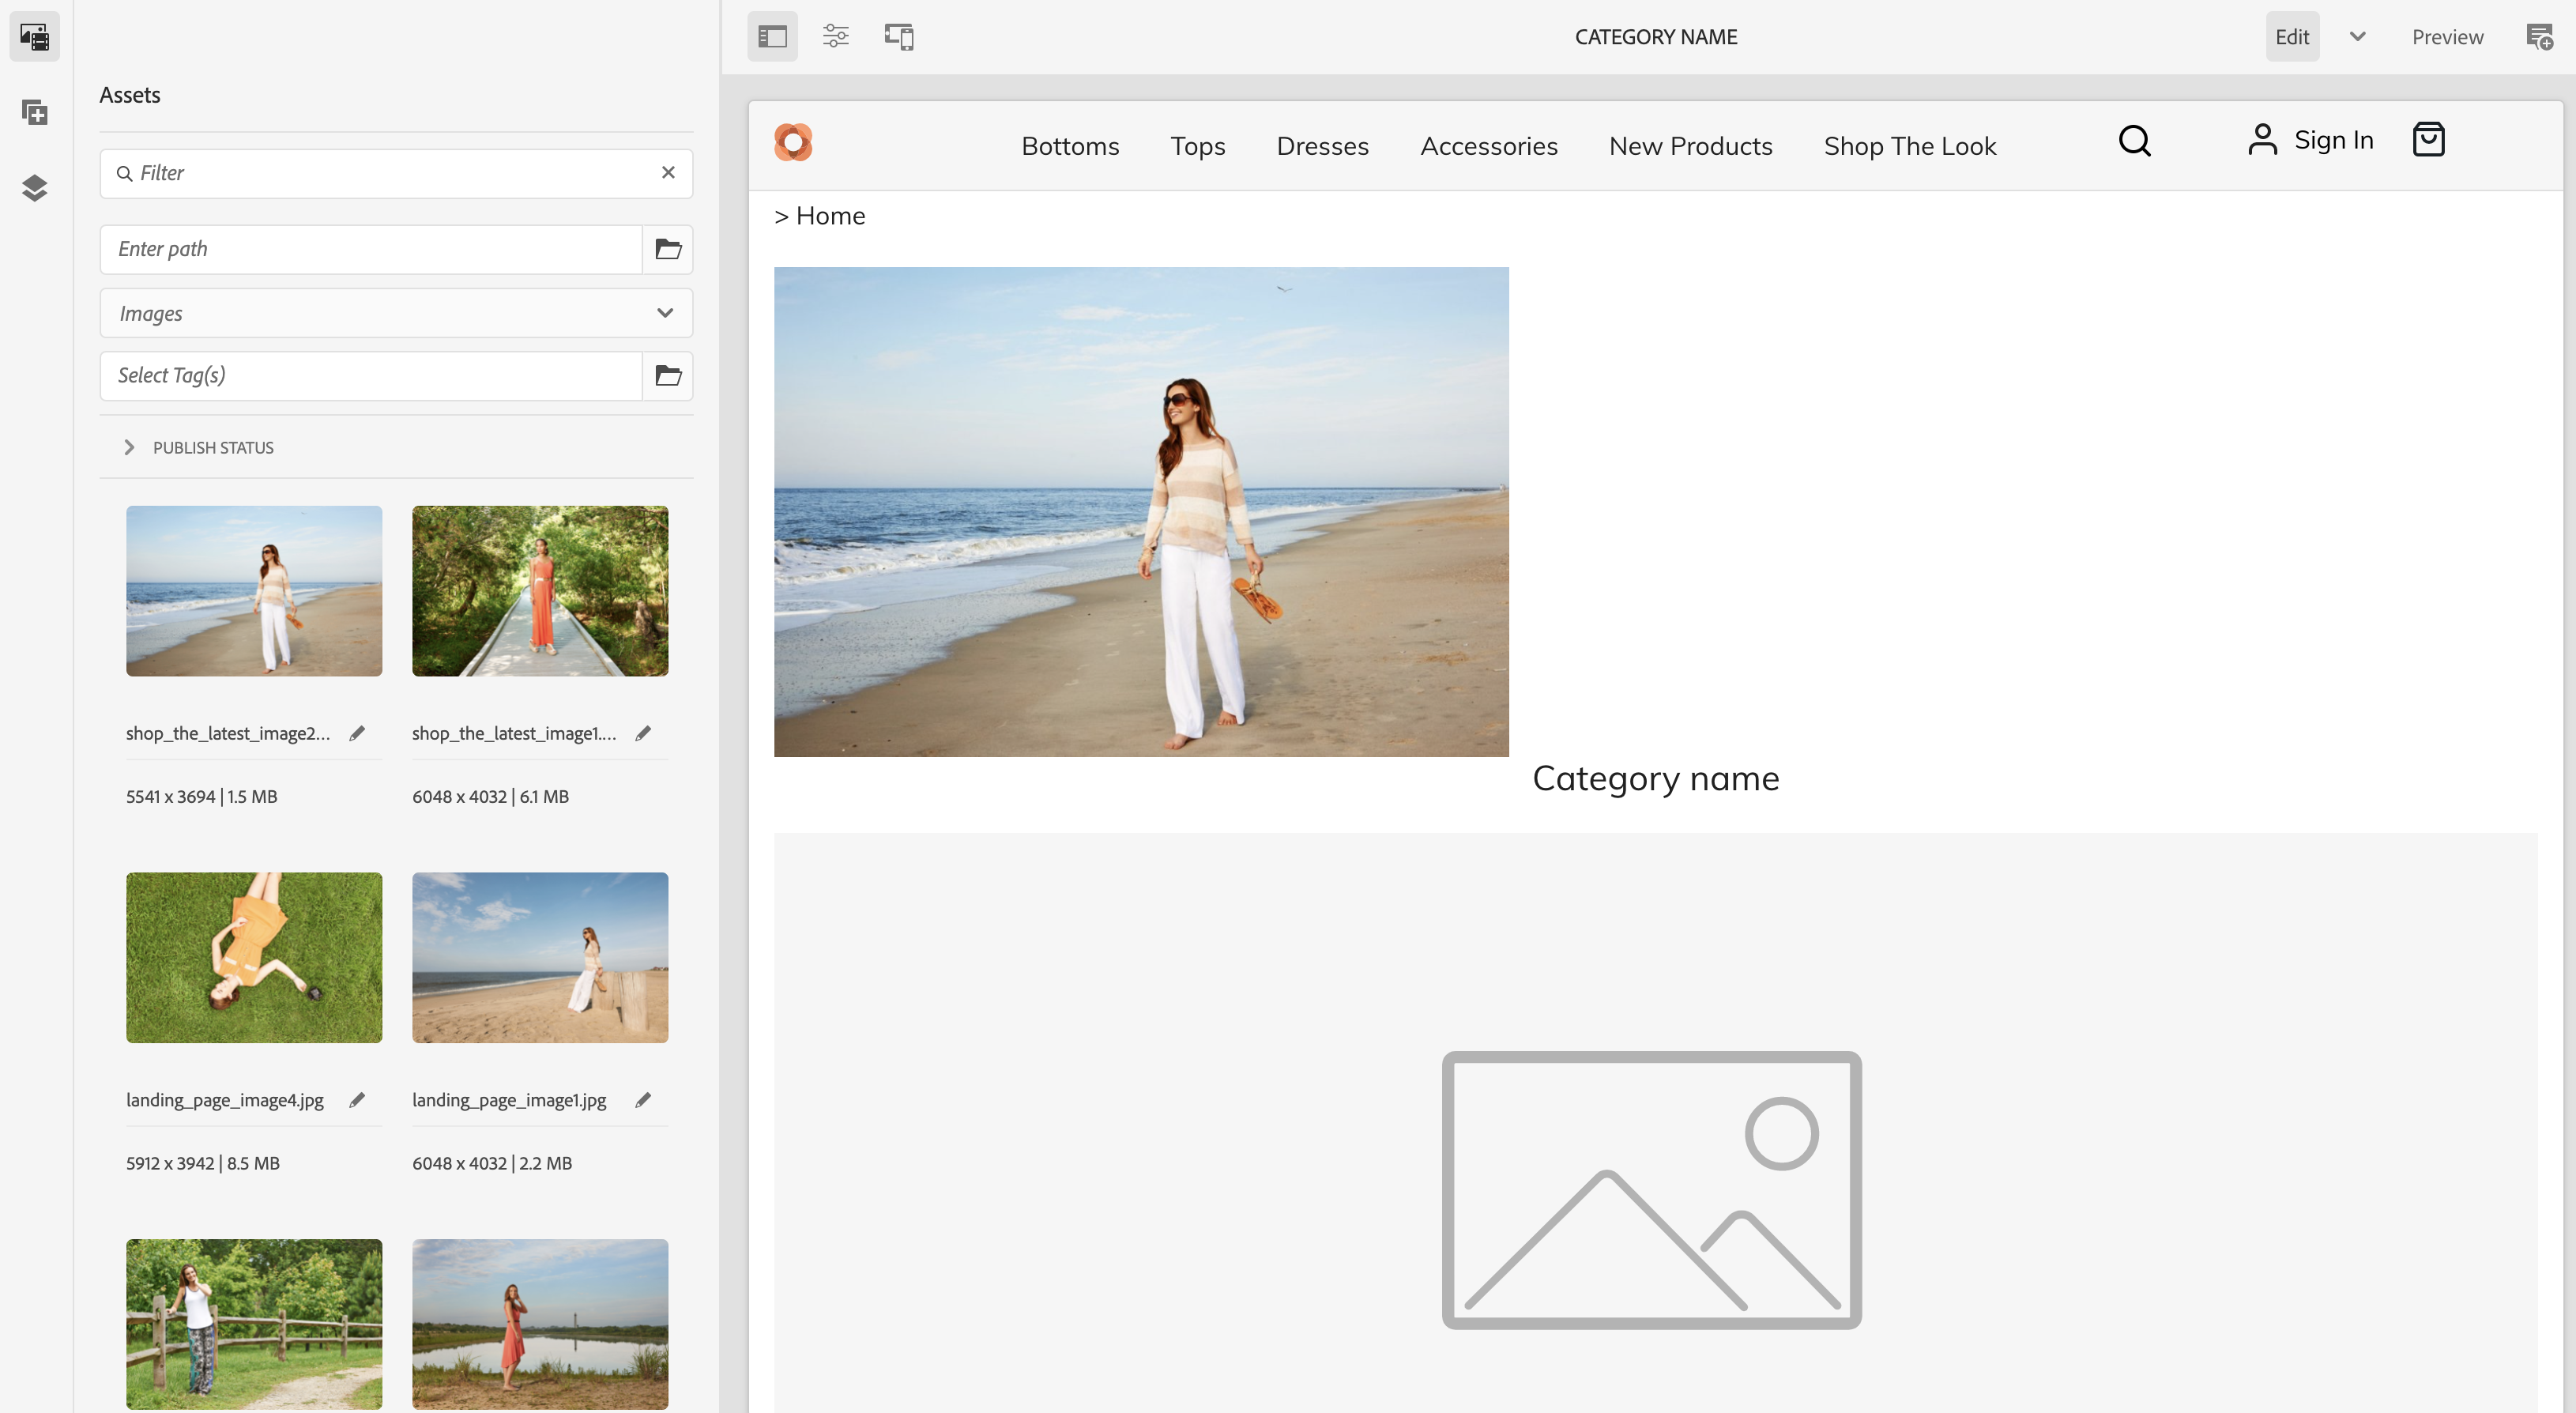 CATEGORY NAME
Edit
Preview
Assets
Filter
Enter path
Images
Select Tag(s)
PUBLISH STATUS
shop_the_latest_image2...
shop_the_latest_image1....
5541 x 3694 | 1.5 MB
6048 x 4032 | 6.1 MB
landing_page_image4.jpg
landing_page_image1.jpg
5912 x 3942 | 8.5 MB
6048 x 4032 | 2.2 MB
Bottoms
Tops
Dresses
Accessories
New Products
Shop The Look
Sign In
> Home
Category name